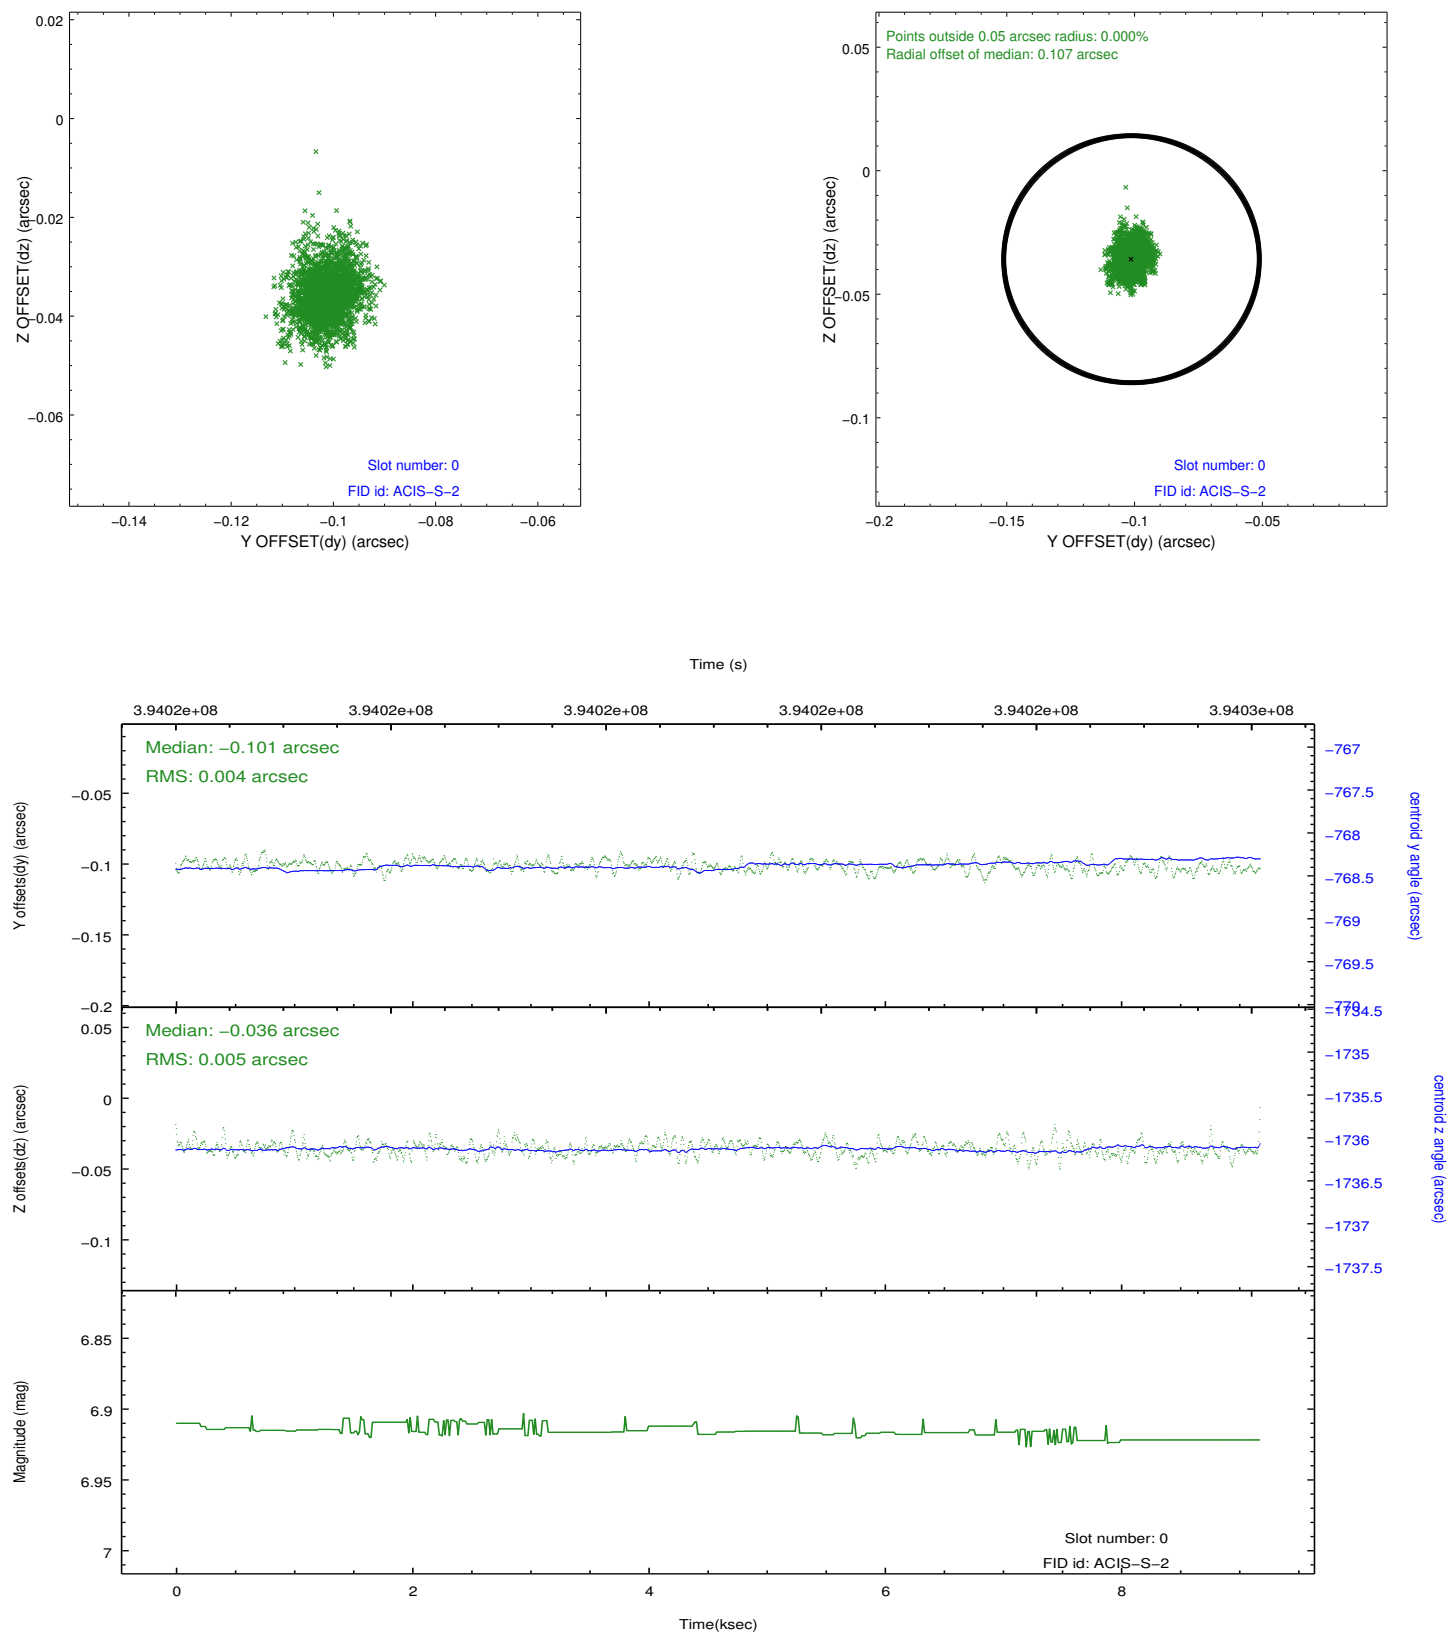 0.02
0
−0.02
−0.04
−0.06
Z OFFSET(dz) (arcsec)
Slot number: 0
FID id: ACIS−S−2
−0.14 −0.12 −0.1 −0.08 −0.06
Y OFFSET(dy) (arcsec)
Points outside 0.05 arcsec radius: 0.000%
Radial offset of median: 0.107 arcsec
0.05
0
−0.05
−0.1
Z OFFSET(dz) (arcsec)
Slot number: 0
FID id: ACIS−S−2
−0.2 −0.15 −0.1 −0.05
Y OFFSET(dy) (arcsec)
Time (s)
3.9402e+08 3.9402e+08 3.9402e+08 3.9402e+08 3.9402e+08 3.9403e+08
Median: −0.101 arcsec
RMS: 0.004 arcsec
−0.05
−0.1
−0.15
−0.2
Y offsets(dy) (arcsec)
−767
−767.5
−768
−768.5
−769
−769.5
−770
centroid y angle (arcsec)
Median: −0.036 arcsec
RMS: 0.005 arcsec
0.05
0
−0.05
−0.1
Z offsets(dz) (arcsec)
−1734.5
−1735
−1735.5
−1736
−1736.5
−1737
−1737.5
centroid z angle (arcsec)
6.85
6.9
6.95
7
Magnitude (mag)
Slot number: 0
FID id: ACIS−S−2
0 2 4 6 8
Time(ksec)